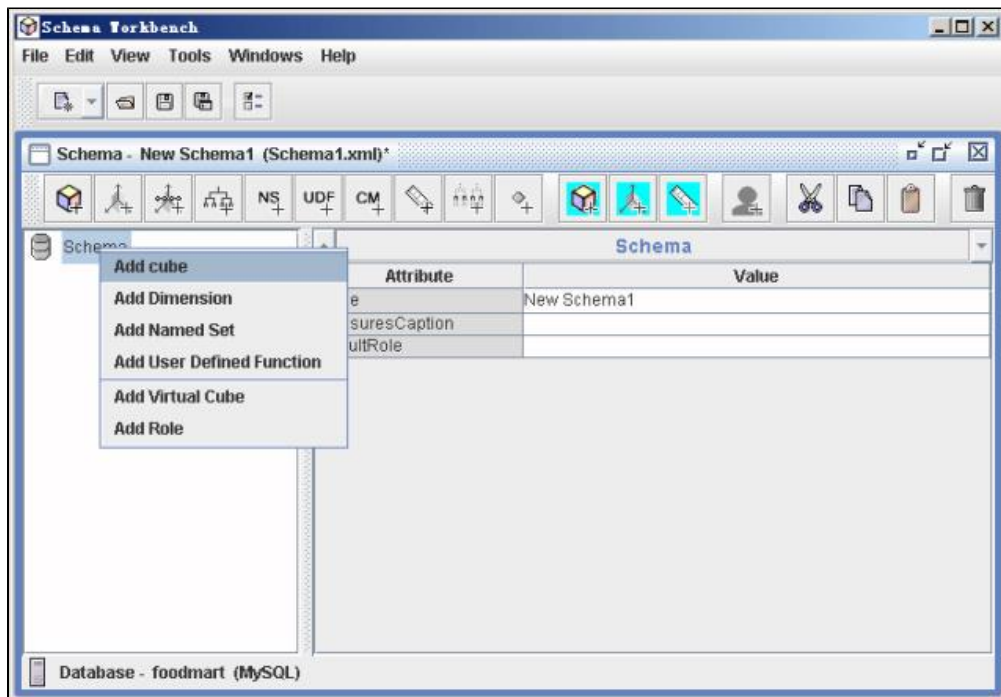 Schema Workbench
File Edit View Tools Windows Help
Schema - New Schema1 (Schema1.xml)*
NS UDF CM
Schema
Schema
Attribute Value
e New Schema1
suresCaption
ultRole
Add cube
Add Dimension
Add Named Set
Add User Defined Function
Add Virtual Cube
Add Role
Database - foodmart (MySQL)